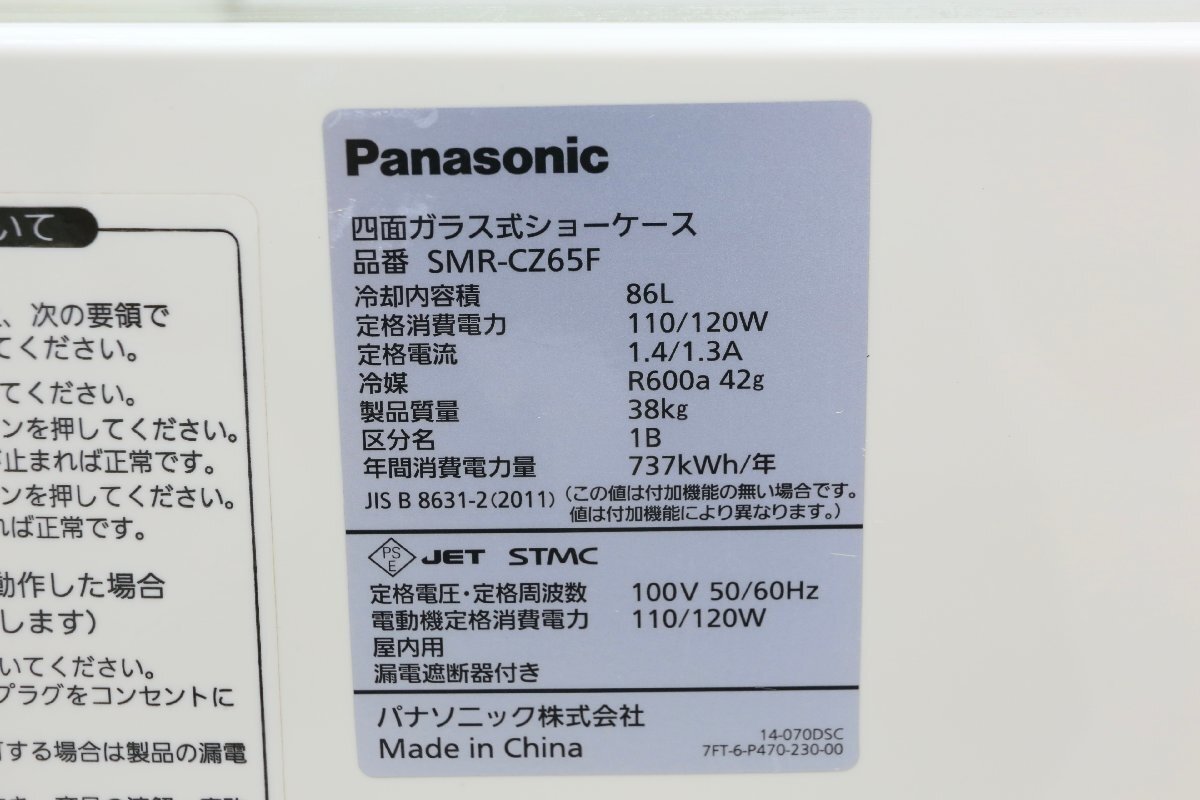 いて
、次の要領で
てください。
てください。
ンを押してください。
止まれば正常です。
ンを押してください。
れば正常です。
動作した場合
します）
いてください。
プラグをコンセントに
する場合は製品の漏電
Panasonic
四面ガラス式ショーケース
品番 SMR-CZ65F
冷却内容積 86L
定格消費電力 110/120W
定格電流 1.4/1.3A
冷媒 R600a 42g
製品質量 38kg
区分名 1B
年間消費電力量 737kWh/年
JIS B 8631-2(2011) (この値は付加機能の無い場合です。
値は付加機能により異なります。)
PS
E JET STMC
定格電圧・定格周波数 100V 50/60Hz
電動機定格消費電力 110/120W
屋内用
漏電遮断器付き
パナソニック株式会社
Made in China
14-070DSC
7FT-6-P470-230-00